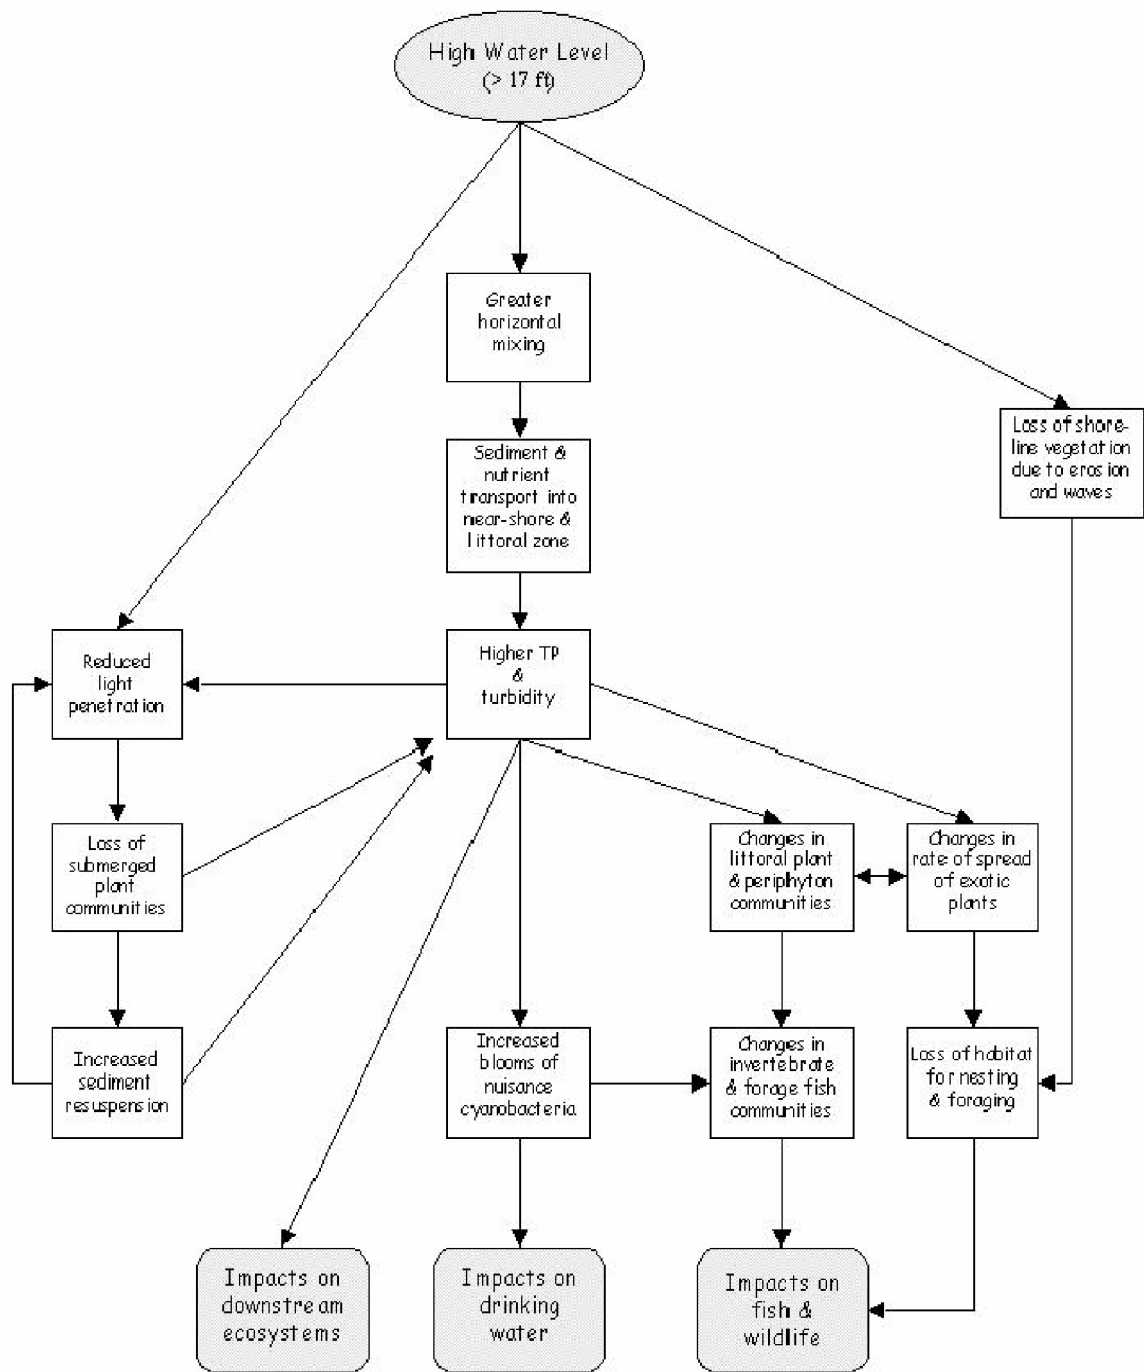 High Water Level
(> 17 ft)
Greater
horizontal
mixing
Loss of shore-
line vegetation
due to erosion
and waves
Sediment &
nutrient
transport into
near-shore &
littoral zone
Reduced
light
penetration
Higher TP
&
turbidity
Loss of
submerged
plant
communities
Changes in
littoral plant
& periphyton
communities
Changes in
rate of spread
of exotic
plants
Increased
sediment
resuspension
Increased
blooms of
nuisance
cyanobacteria
Changes in
invertebrate
& forage fish
communities
Loss of habitat
for nesting
& foraging
Impacts on
downstream
ecosystems
Impacts on
drinking
water
Impacts on
fish &
wildlife